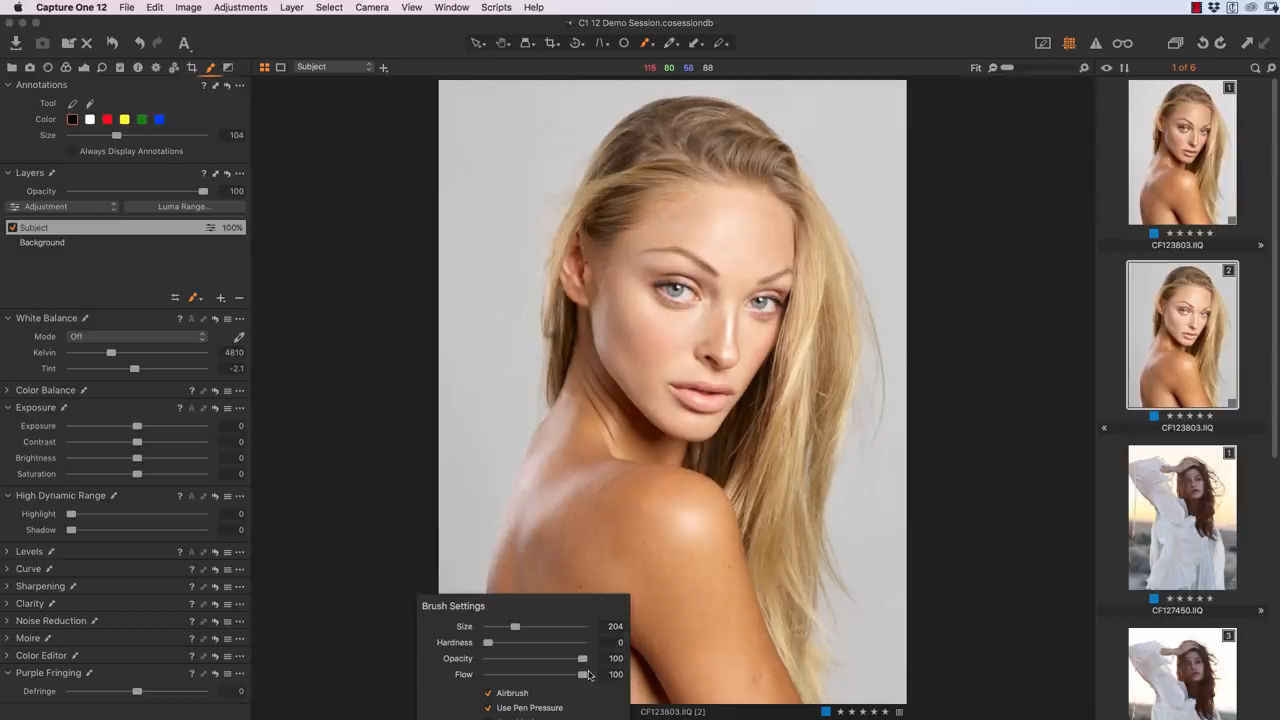 Capture One 12 File Edit Image Adjustments Layer Select Camera View Window Scripts Help
C1 12 Demo Session.cosessiondb
Subject
115 80 58 88
Fit
1 of 6
Annotations
Tool
Color
Size 104
Always Display Annotations
Layers
Opacity 100
Adjustment Luma Range...
Subject 100%
Background
White Balance
Mode Off
Kelvin 4810
Tint -2.1
Color Balance
Exposure
Exposure 0
Contrast 0
Brightness 0
Saturation 0
High Dynamic Range
Highlight 0
Shadow 0
Levels
Curve
Sharpening
Clarity
Noise Reduction
Moire
Color Editor
Purple Fringing
Defringe 0
Brush Settings
Size 204
Hardness 0
Opacity 100
Flow 100
Airbrush
Use Pen Pressure
CF123803.IIQ [2]
1
CF123803.IIQ
2
CF123803.IIQ
1
CF127450.IIQ
3